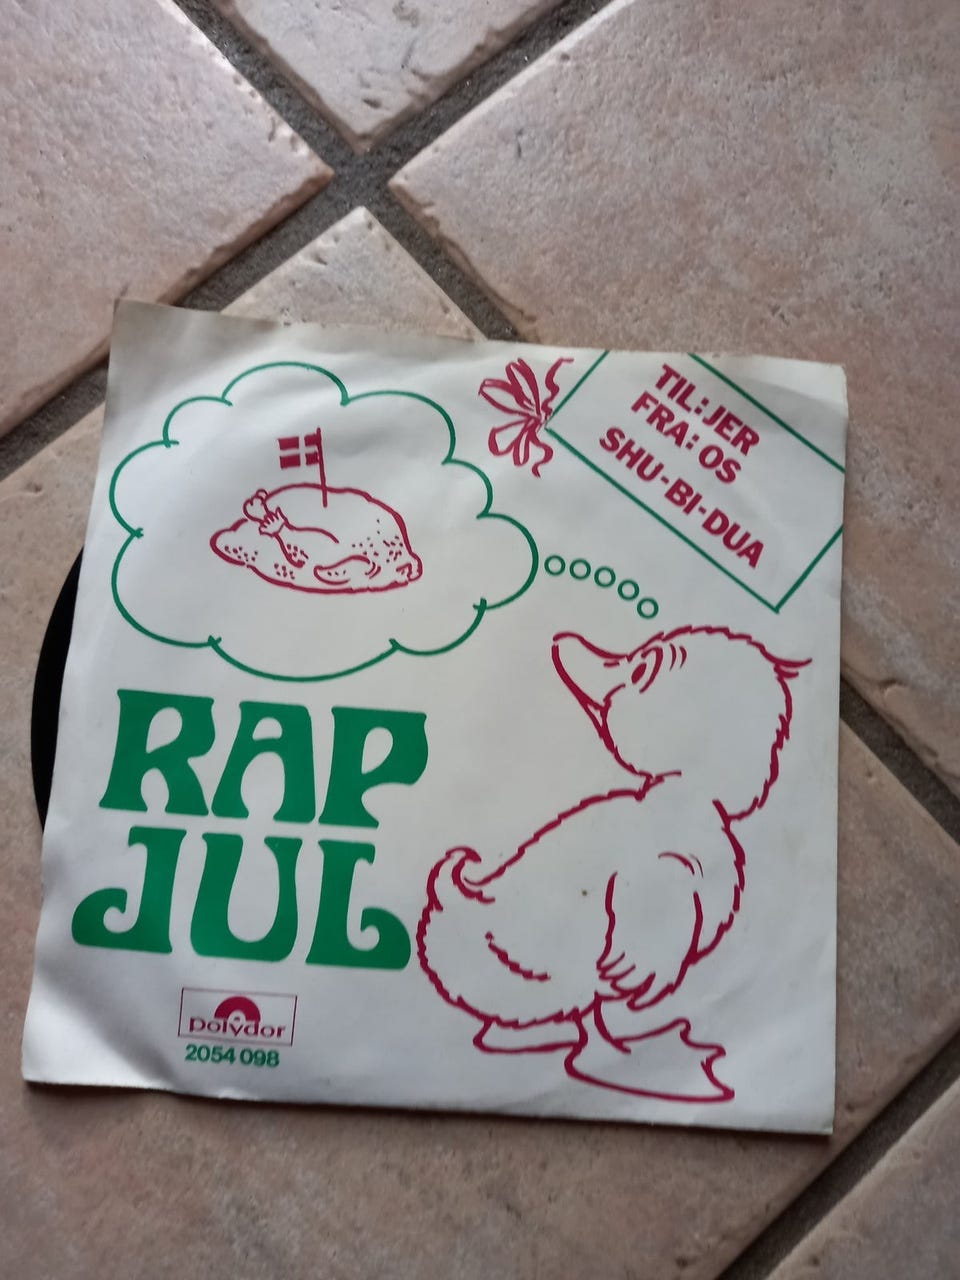 TIL: JER
FRA: OS
SHU-BI-DUA
RAP
JUL
polydor
2054 098